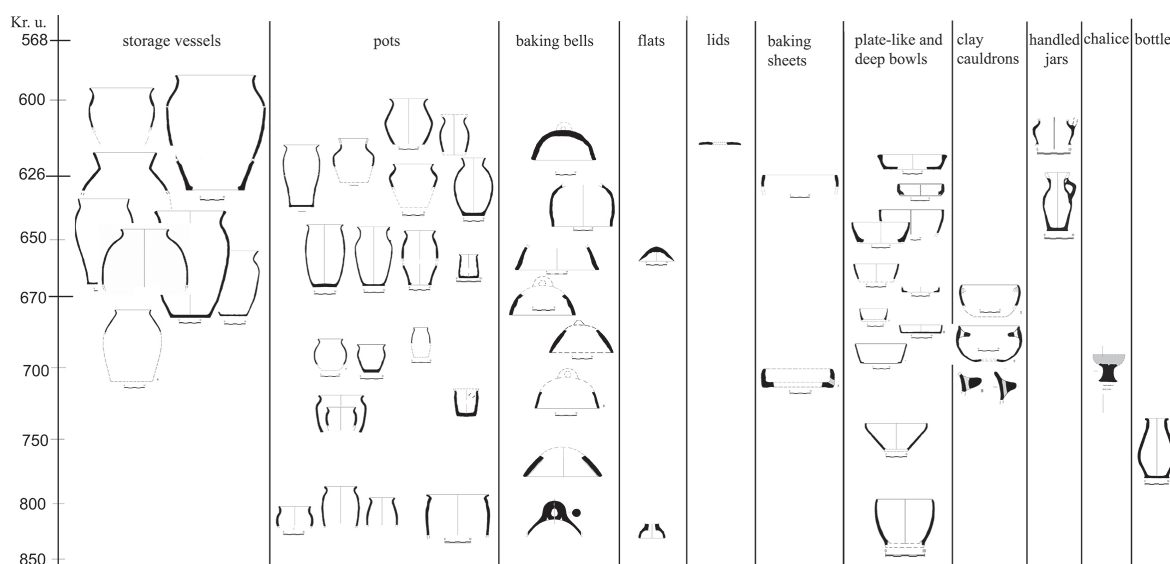 Kr. u.
568
storage vessels
pots
baking bells
flats
lids
baking
sheets
plate-like and
deep bowls
clay
cauldrons
handled
jars
chalice
bottle
600
626
650
670
700
750
800
850